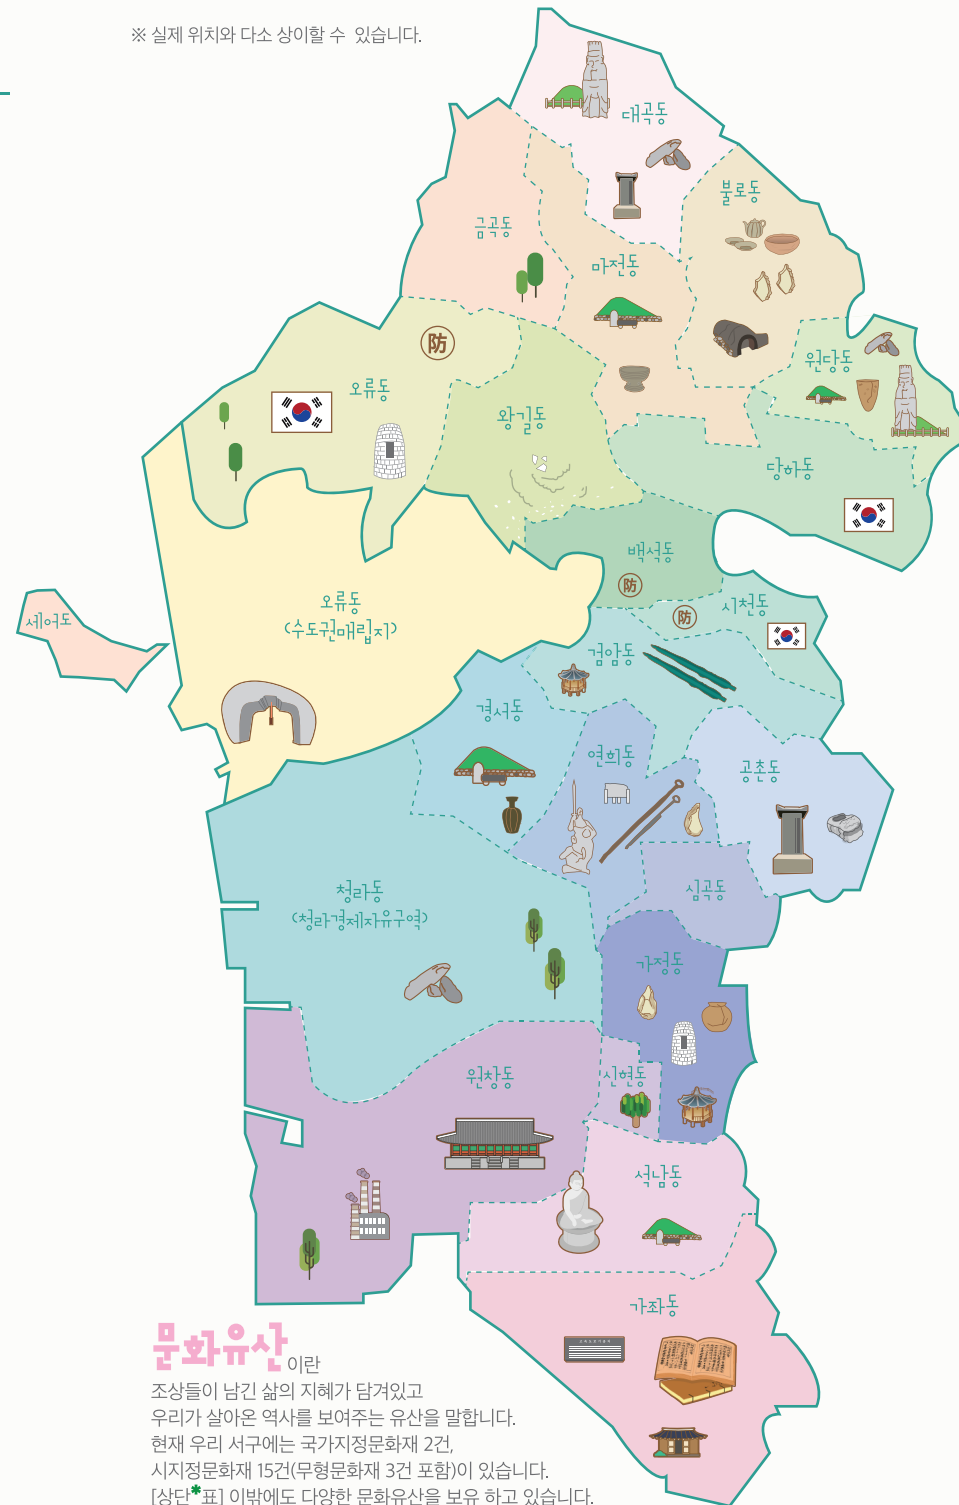 ※ 실제 위치와 다소 상이할 수 있습니다.
대곡동
불로동
금곡동
마전동
防
원당동
오류동
왕길동
당하동
백석동
防
시천동
防
세어도
오류동
(수도권매립지)
검암동
경서동
연희동
공촌동
청라동
(청라경제자유구역)
심곡동
가정동
원창동
신현동
석남동
가좌동
문화유산이란
조상들이 남긴 삶의 지혜가 담겨있고
우리가 살아온 역사를 보여주는 유산을 말합니다.
현재 우리 서구에는 국가지정문화재 2건,
시지정문화재 15건(무형문화재 3건 포함)이 있습니다.
[상단*표] 이밖에도 다양한 문화유산을 보유 하고 있습니다.